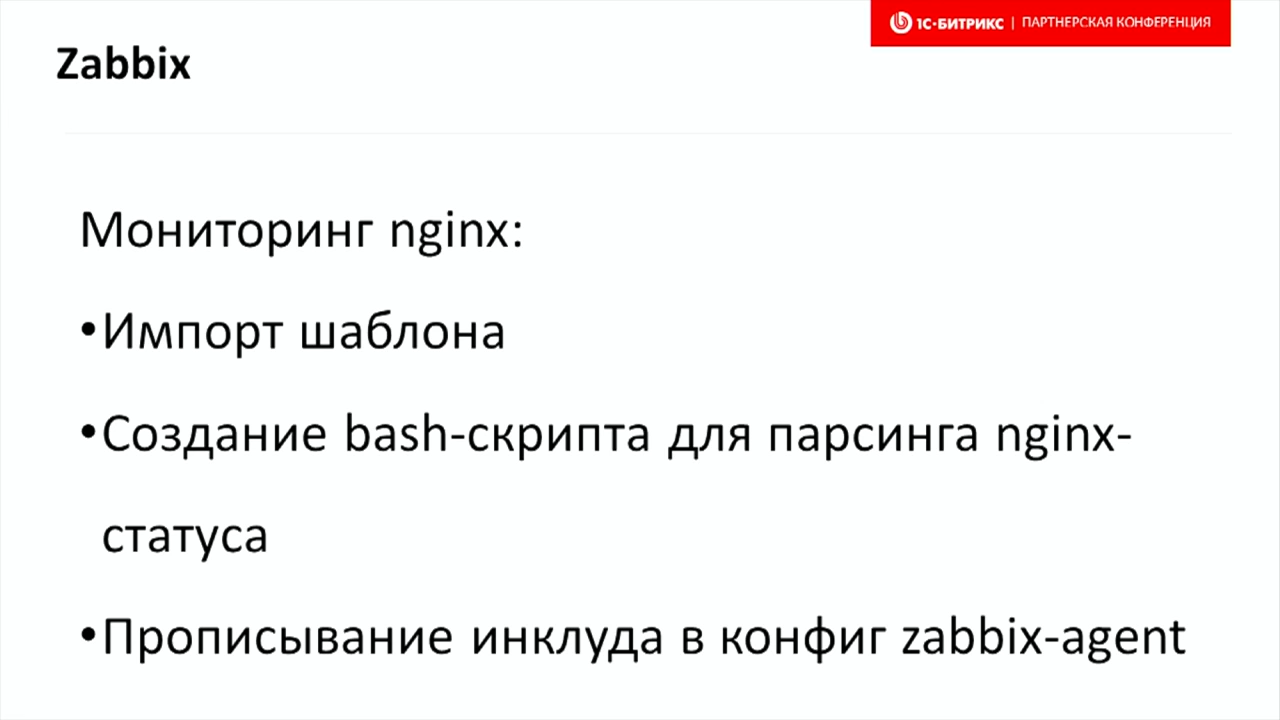 1С-БИТРИКС | ПАРТНЕРСКАЯ КОНФЕРЕНЦИЯ
Zabbix
Мониторинг nginx:
•Импорт шаблона
•Создание bash-скрипта для парсинга nginx-
статуса
•Прописывание инклуда в конфиг zabbix-agent